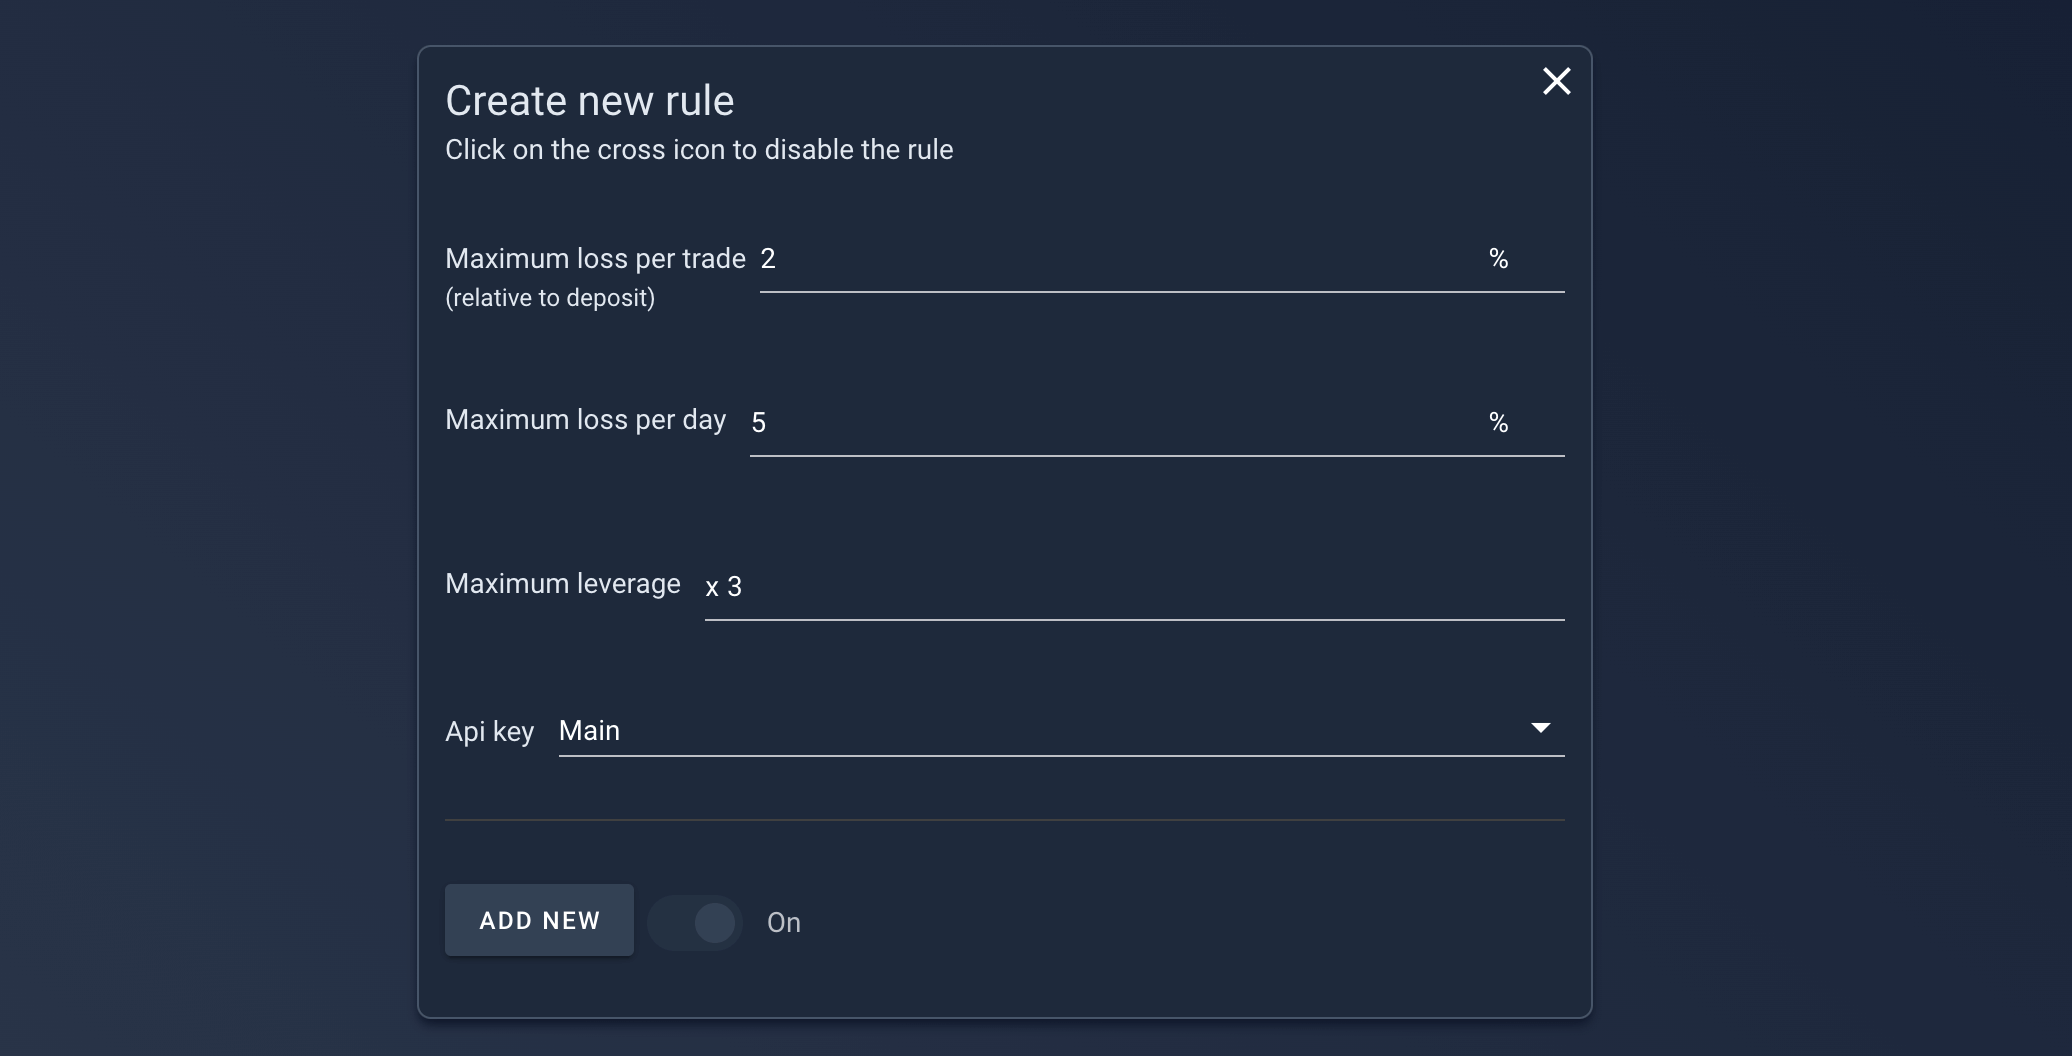 Create new rule
Click on the cross icon to disable the rule
Maximum loss per trade 2 %
(relative to deposit)
Maximum loss per day 5 %
Maximum leverage x 3
Api key Main
ADD NEW On